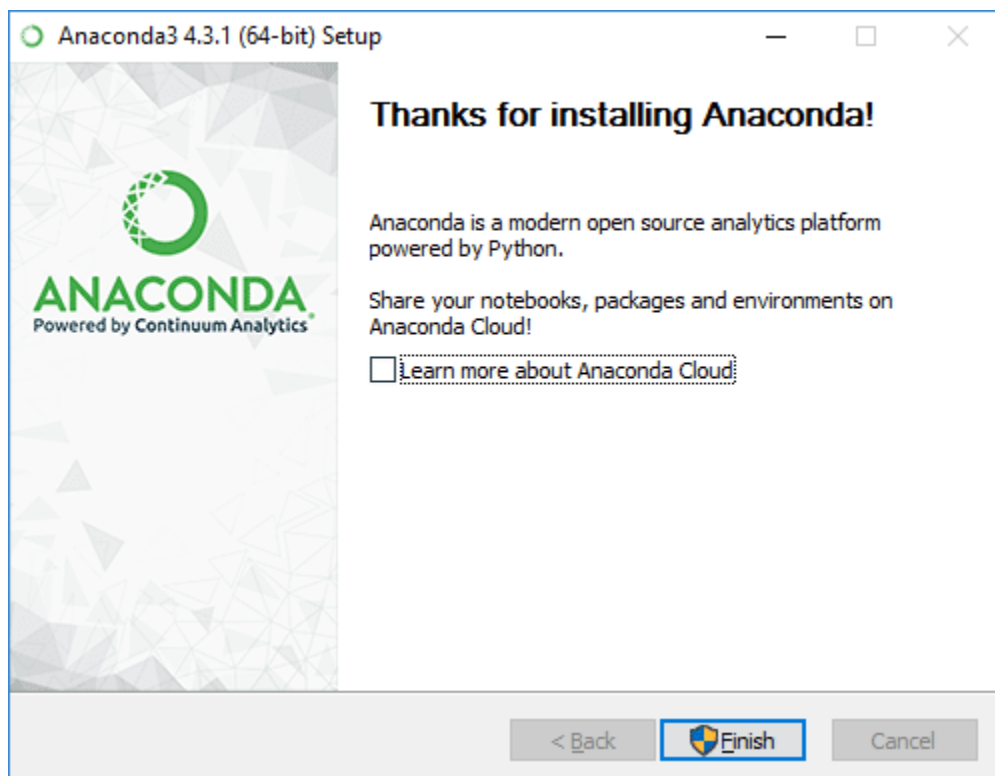 Anaconda3 4.3.1 (64-bit) Setup
Thanks for installing Anaconda!
ANACONDA
Powered by Continuum Analytics
Anaconda is a modern open source analytics platform
powered by Python.
Share your notebooks, packages and environments on
Anaconda Cloud!
Learn more about Anaconda Cloud
< Back
Finish
Cancel